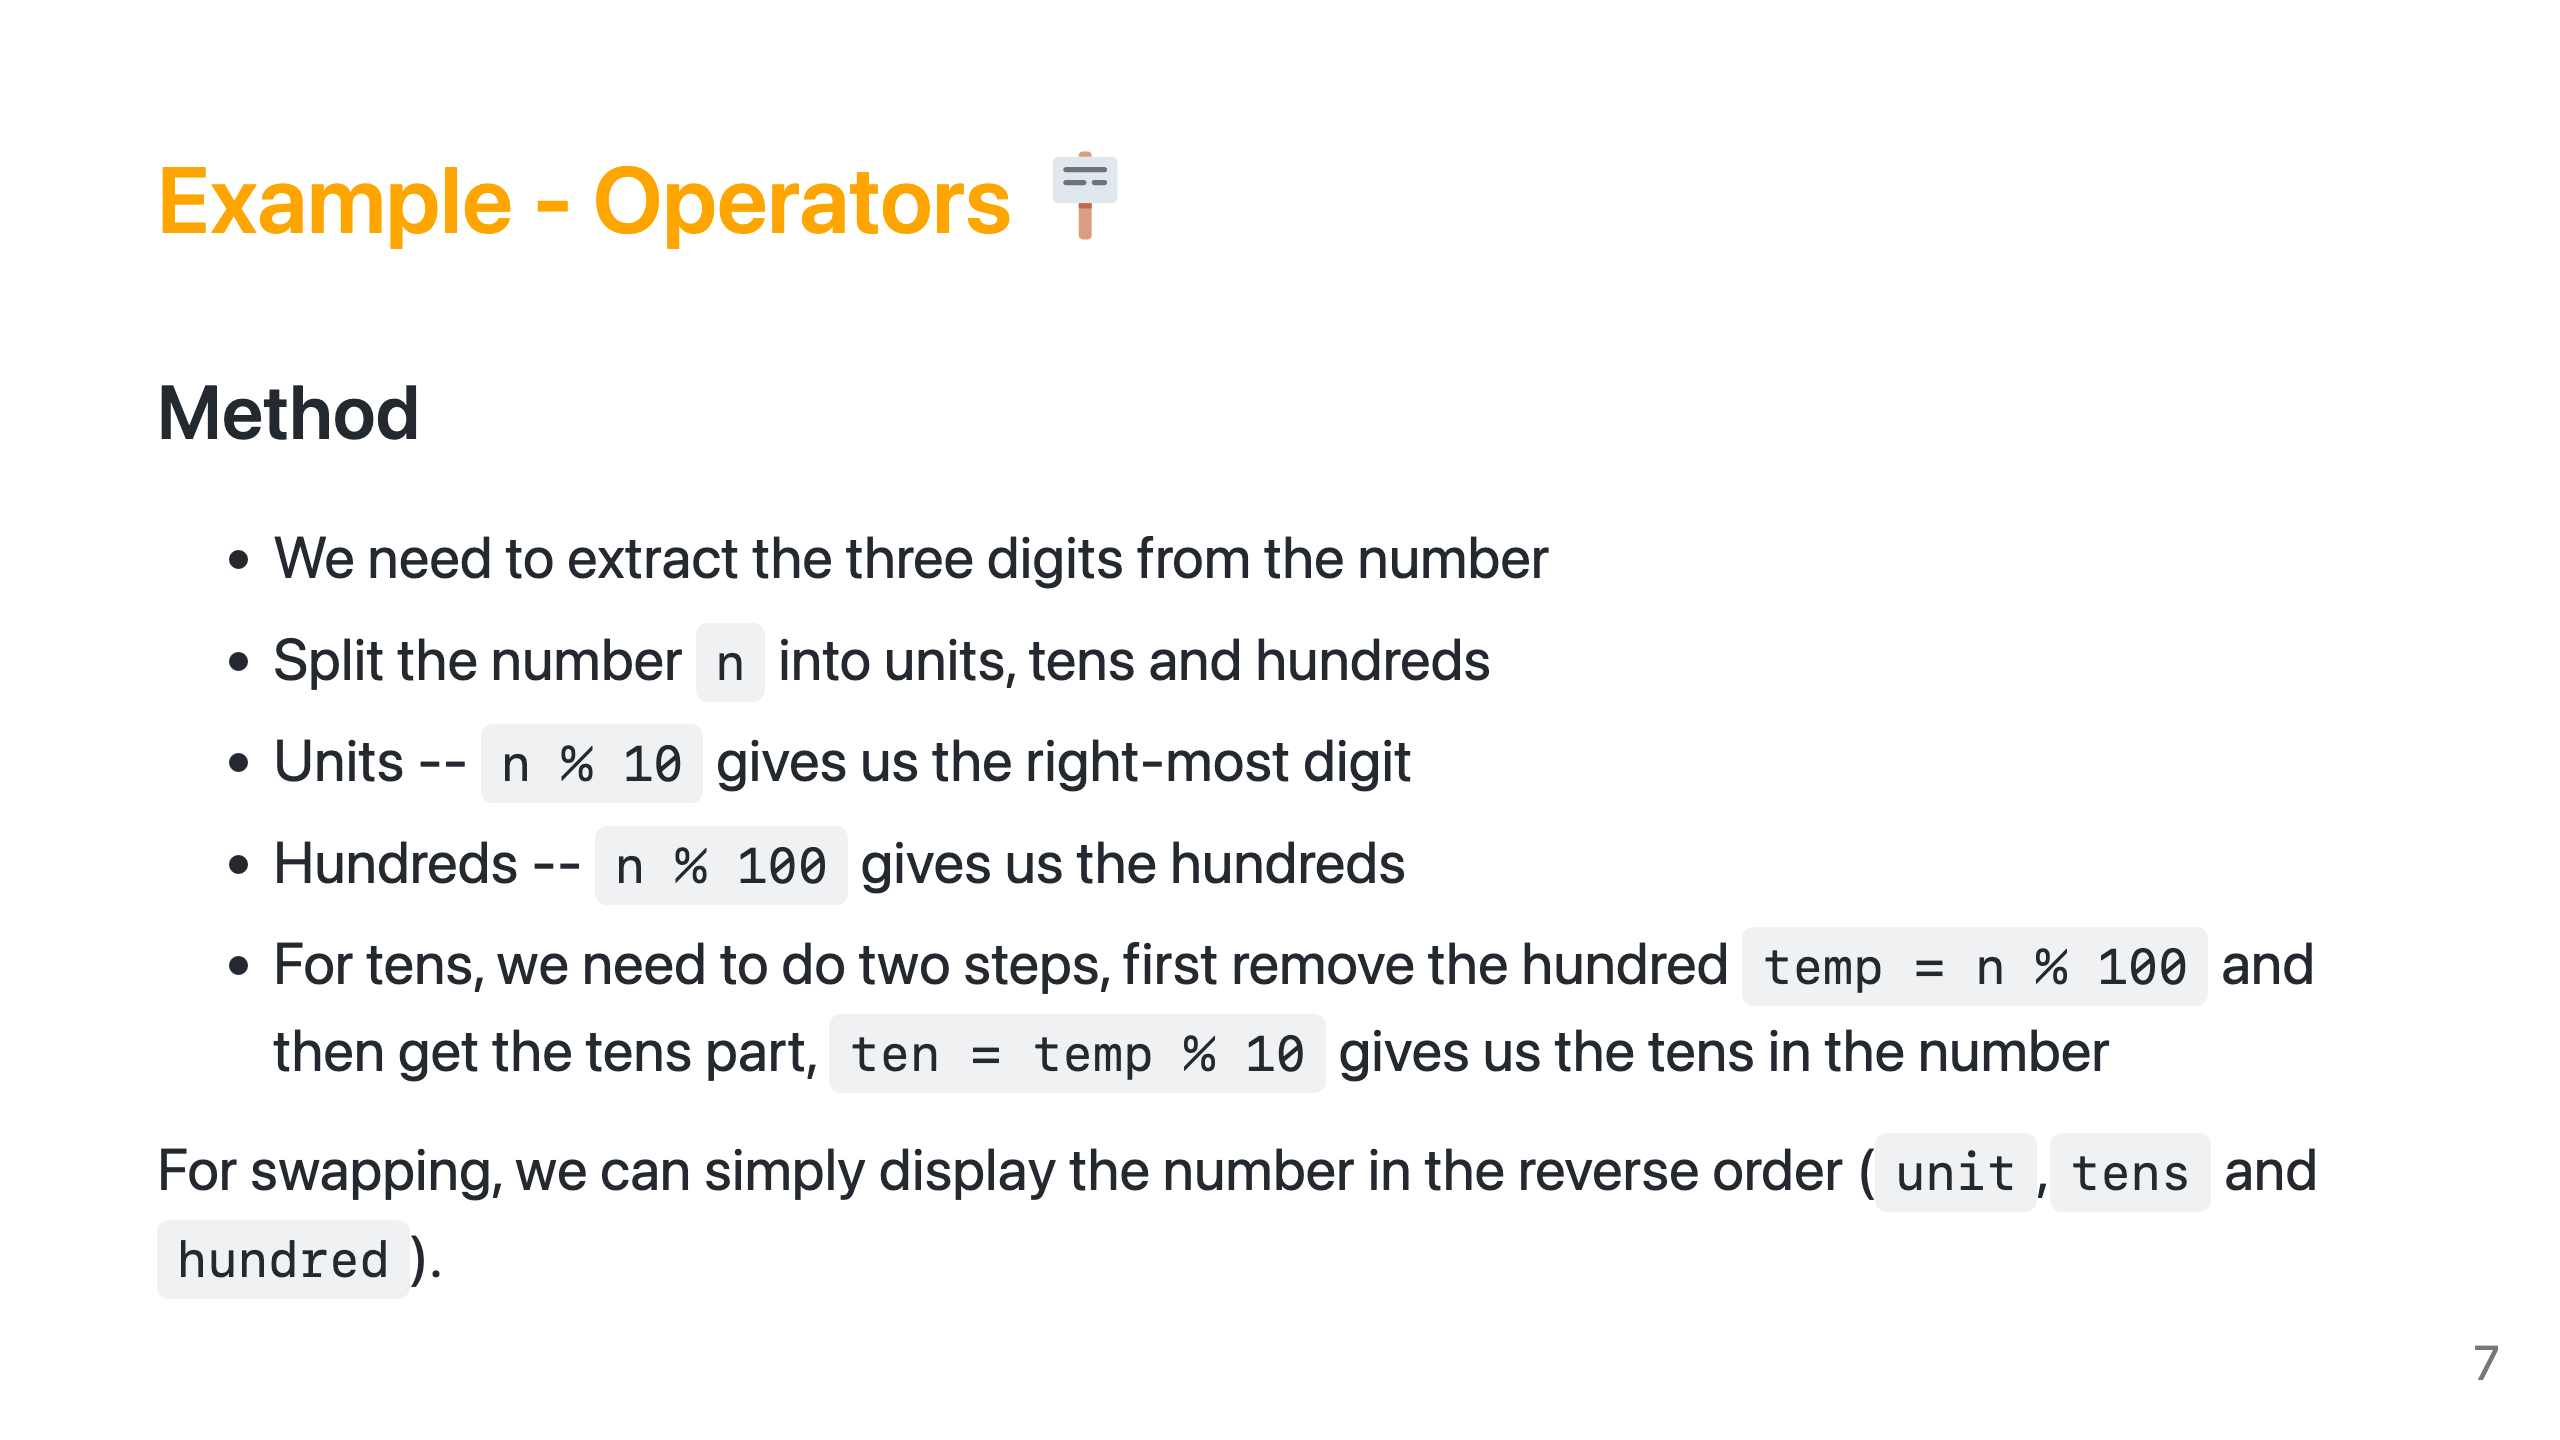 Example - Operators
Method
• We need to extract the three digits from the number
• Split the number n into units, tens and hundreds
• Units -- n % 10 gives us the right-most digit
• Hundreds -- n % 100 gives us the hundreds
• For tens, we need to do two steps, first remove the hundred temp = n % 100 and
then get the tens part, ten = temp % 10 gives us the tens in the number
For swapping, we can simply display the number in the reverse order ( unit , tens and
hundred ).
7